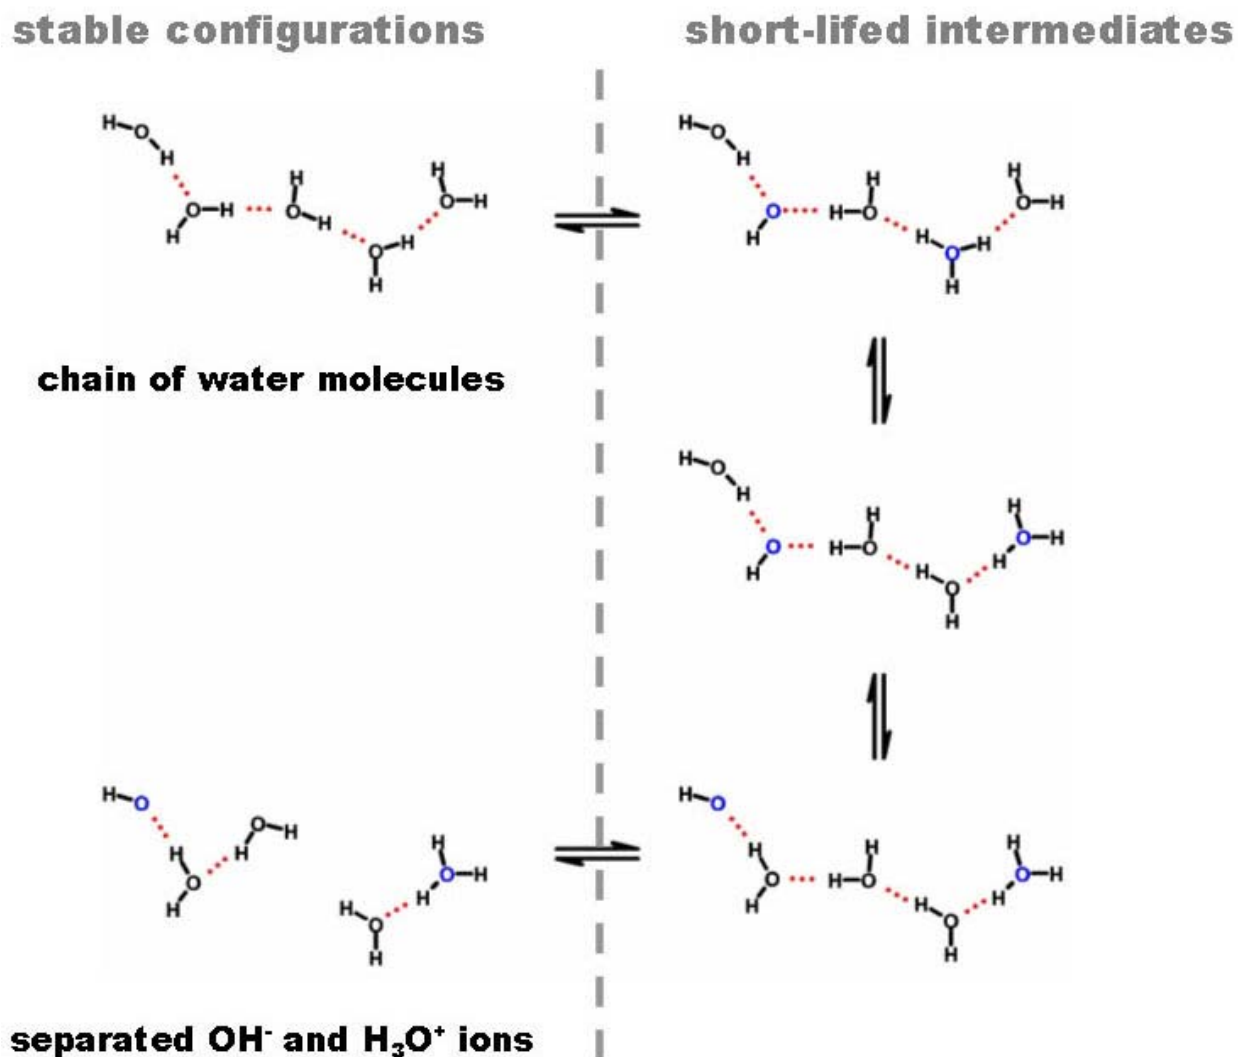 stable configurations
short-lifed intermediates
H O H O H H H O H O H H H O H
H O H O H H O H H O H H H O H
chain of water molecules
H O H O H H O H H O H H O H H
H O H O H H O H H O H H O H H
H O H O H H O H H O H H O H H
separated OH⁻ and H₃O⁺ ions